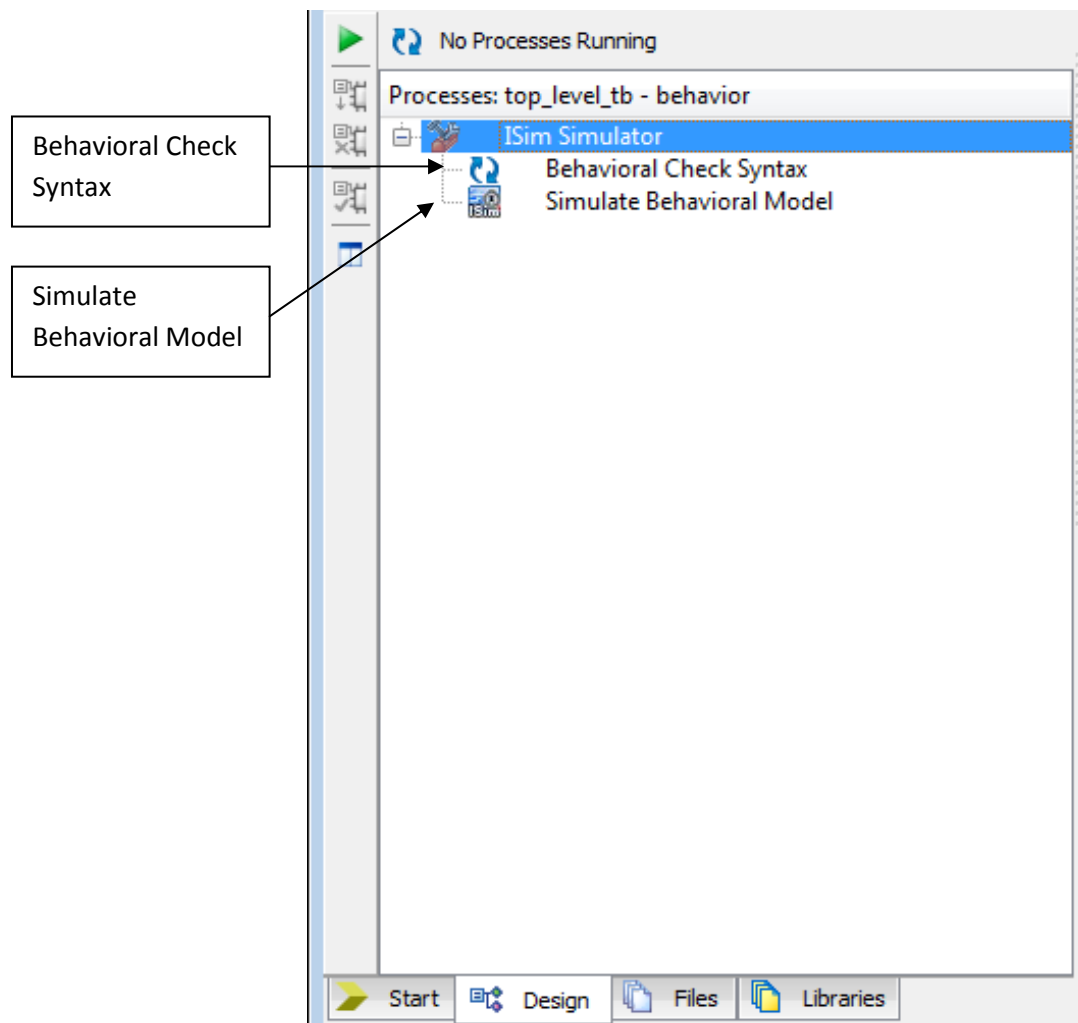 No Processes Running
Processes: top_level_tb - behavior
ISim Simulator
Behavioral Check Syntax
Simulate Behavioral Model
Behavioral Check
Syntax
Simulate
Behavioral Model
ISim
Start
Design
Files
Libraries